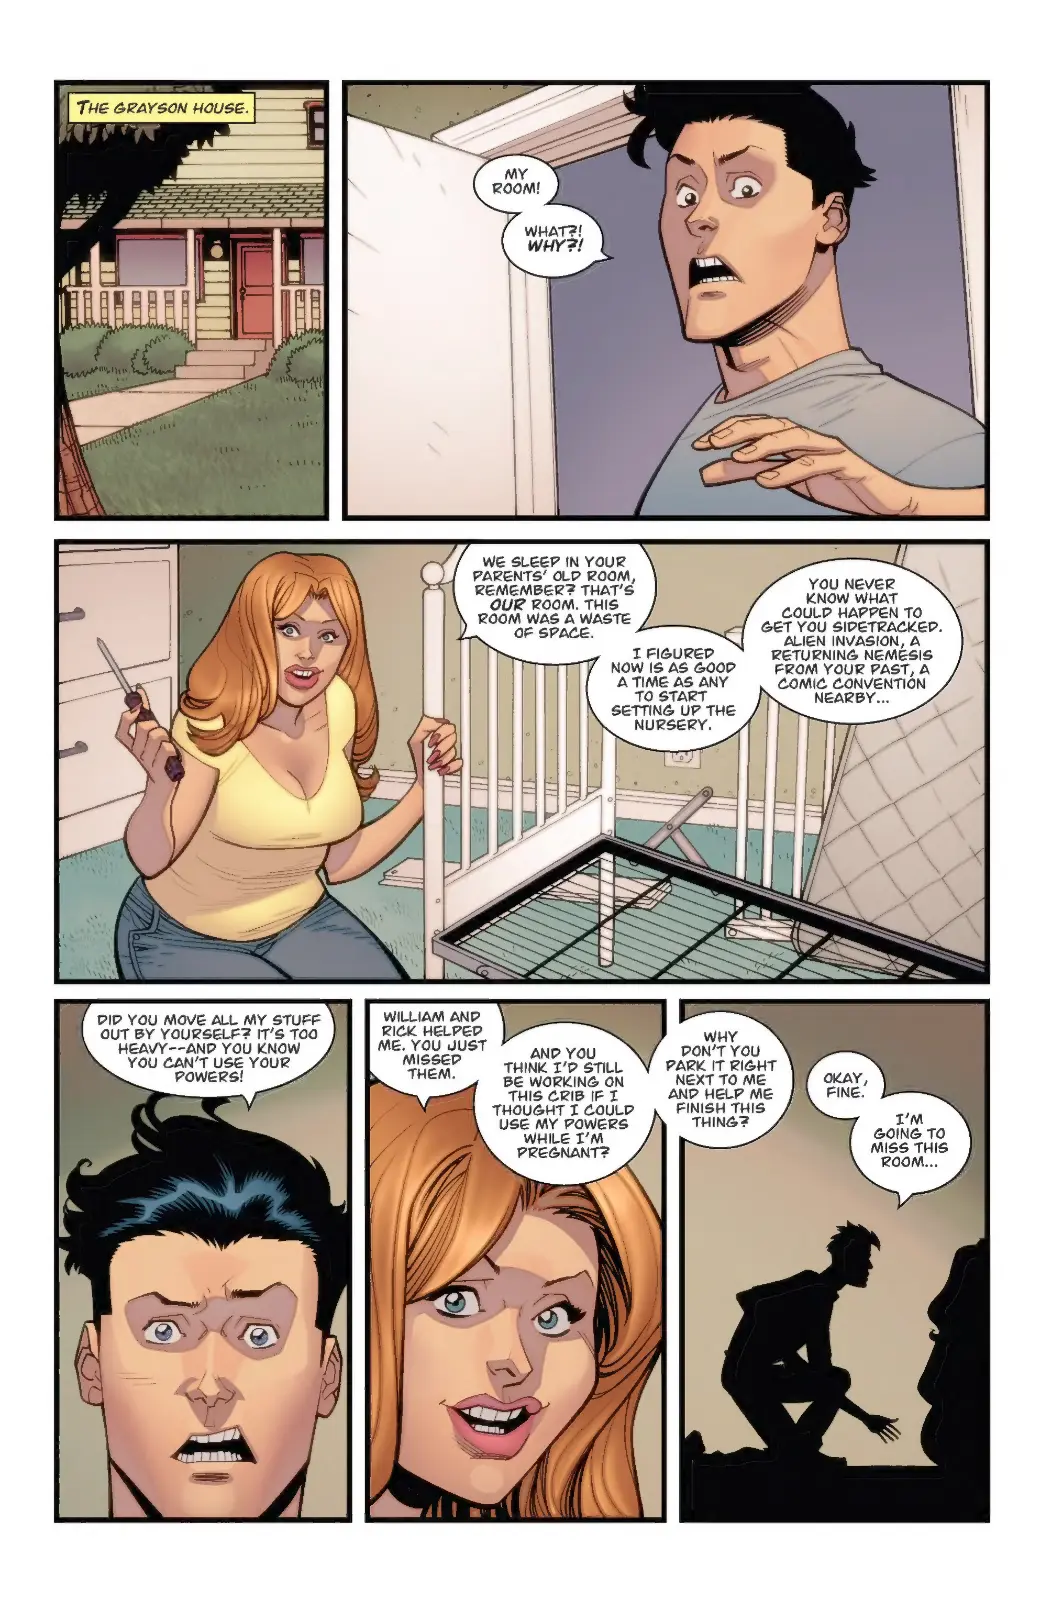 THE GRAYSON HOUSE.
MY
ROOM!
WHAT?!
WHY?!
WE SLEEP IN YOUR
PARENTS' OLD ROOM,
REMEMBER? THAT'S
OUR ROOM. THIS
ROOM WAS A WASTE
OF SPACE.
I FIGURED
NOW IS AS GOOD
A TIME AS ANY
TO START
SETTING UP THE
NURSERY.
YOU NEVER
KNOW WHAT
COULD HAPPEN TO
GET YOU SIDETRACKED.
ALIEN INVASION, A
RETURNING NEMESIS
FROM YOUR PAST, A
COMIC CONVENTION
NEARBY...
DID YOU MOVE ALL MY STUFF
OUT BY YOURSELF? IT'S TOO
HEAVY--AND YOU KNOW
YOU CAN'T USE YOUR
POWERS!
WILLIAM AND
RICK HELPED
ME. YOU JUST
MISSED
THEM.
AND YOU
THINK I'D STILL
BE WORKING ON
THIS CRIB IF I
THOUGHT I COULD
USE MY POWERS
WHILE I'M
PREGNANT?
WHY
DON'T YOU
PARK IT RIGHT
NEXT TO ME
AND HELP ME
FINISH THIS
THING?
OKAY,
FINE.
I'M
GOING TO
MISS THIS
ROOM...